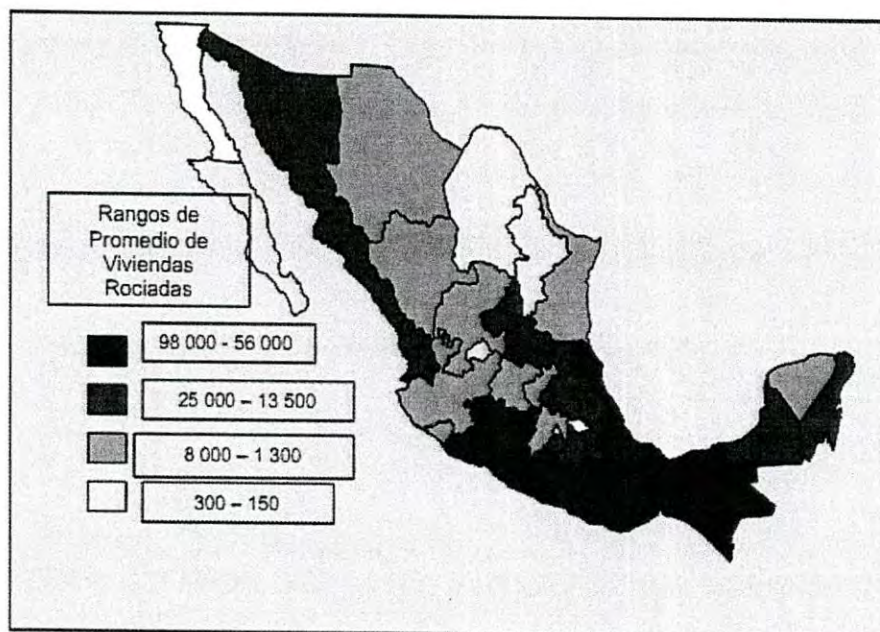 Rangos de
Promedio de
Viviendas
Rociadas
98 000 - 56 000
25 000 – 13 500
8 000 – 1 300
300 – 150